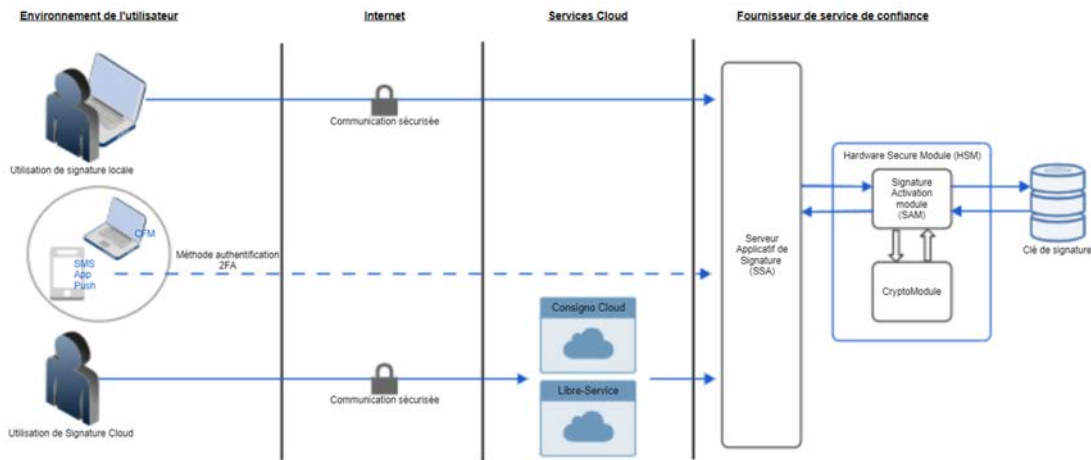 Environnement de l'utilisateur
Internet
Services Cloud
Fournisseur de service de confiance
Communication sécurisée
Utilisation de signature locale
Hardware Secure Module (HSM)
Signature
Activation
module
(SAM)
Clé de signature
CryptoModule
CFM
SMS
App
Push
Méthode authentification
2FA
Serveur
Applicatif de
Signature
(SSA)
Consigno Cloud
Libre-Service
Communication sécurisée
Utilisation de Signature Cloud